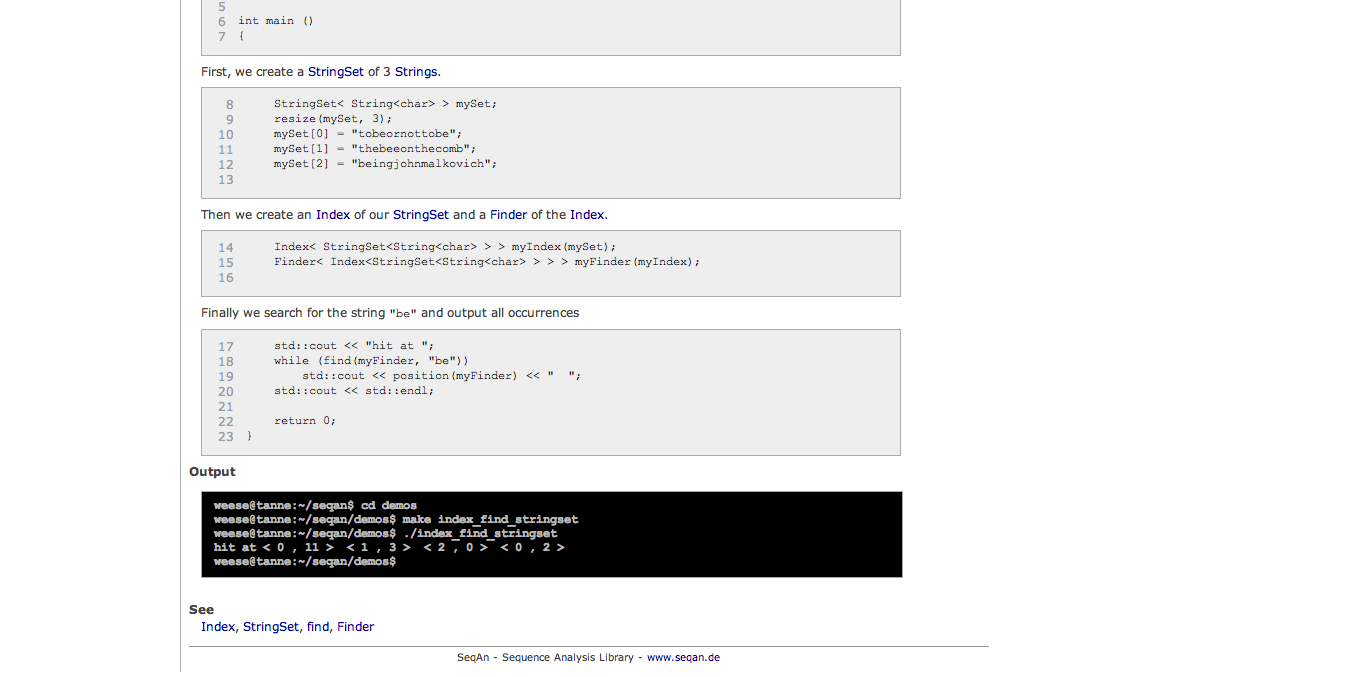 5
6 int main ()
7 {
First, we create a StringSet of 3 Strings.
8 StringSet< String<char> > mySet;
9 resize(mySet, 3);
10 mySet[0] = "tobeornottobe";
11 mySet[1] = "thebeeonthecomb";
12 mySet[2] = "beingjohnmalkovich";
13
Then we create an Index of our StringSet and a Finder of the Index.
14 Index< StringSet<String<char> > > myIndex(mySet);
15 Finder< Index<StringSet<String<char> > > > myFinder(myIndex);
16
Finally we search for the string "be" and output all occurrences
17 std::cout << "hit at ";
18 while (find(myFinder, "be"))
19 std::cout << position(myFinder) << "  ";
20 std::cout << std::endl;
21
22 return 0;
23 }
Output
weese@tanne:~/seqan$ cd demos
weese@tanne:~/seqan/demos$ make index_find_stringset
weese@tanne:~/seqan/demos$ ./index_find_stringset
hit at < 0 , 11 >  < 1 , 3 >  < 2 , 0 >  < 0 , 2 >
weese@tanne:~/seqan/demos$
See
Index, StringSet, find, Finder
SeqAn - Sequence Analysis Library - www.seqan.de